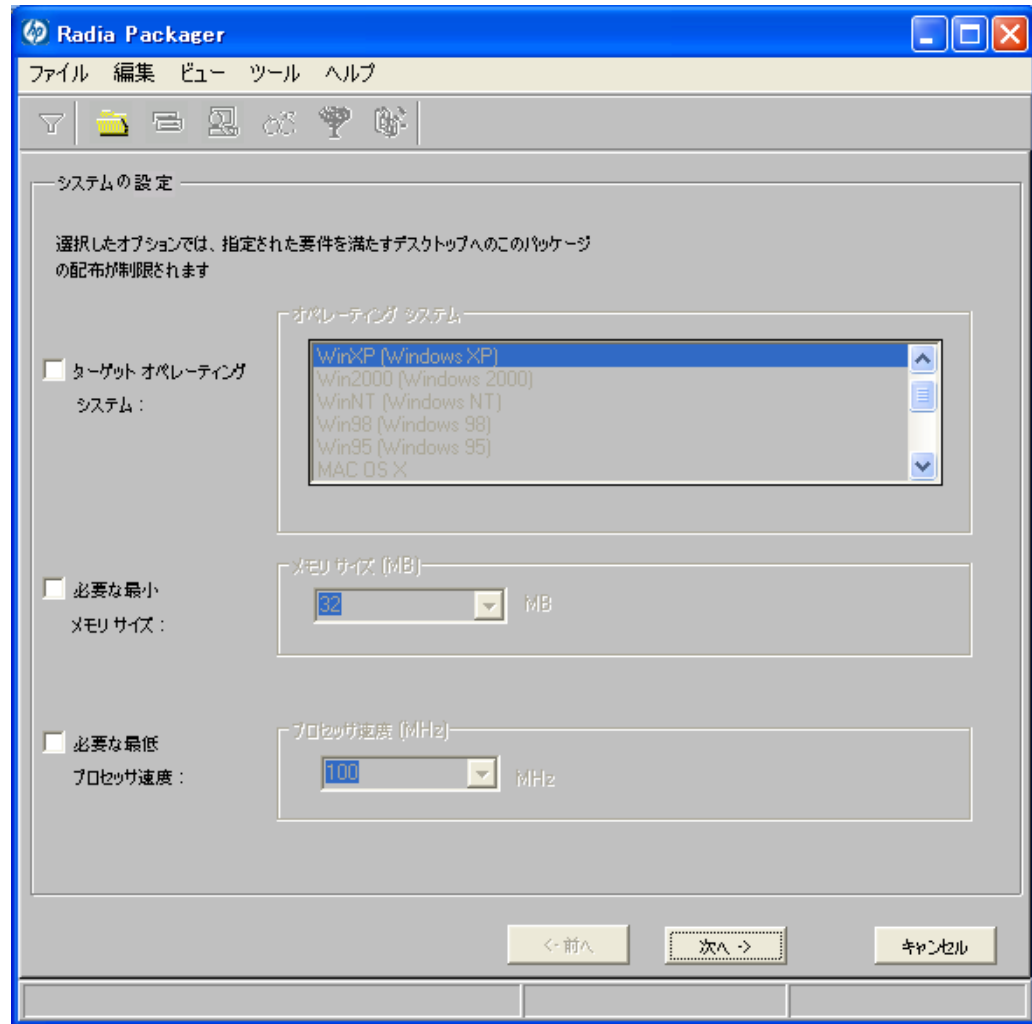 Radia Packager
ファイル 編集 ビュー ツール ヘルプ
システムの設定
選択したオプションでは、指定された要件を満たすデスクトップへのこのパッケージ
の配布が制限されます
オペレーティング システム
ターゲット オペレーティング
システム :
WinXP (Windows XP)
Win2000 (Windows 2000)
WinNT (Windows NT)
Win98 (Windows 98)
Win95 (Windows 95)
MAC OS X
メモリ サイズ (MB)
必要な最小
メモリ サイズ :
32 MB
プロセッサ速度 (MHz)
必要な最低
プロセッサ速度 :
100 MHz
<- 前へ 次へ -> キャンセル